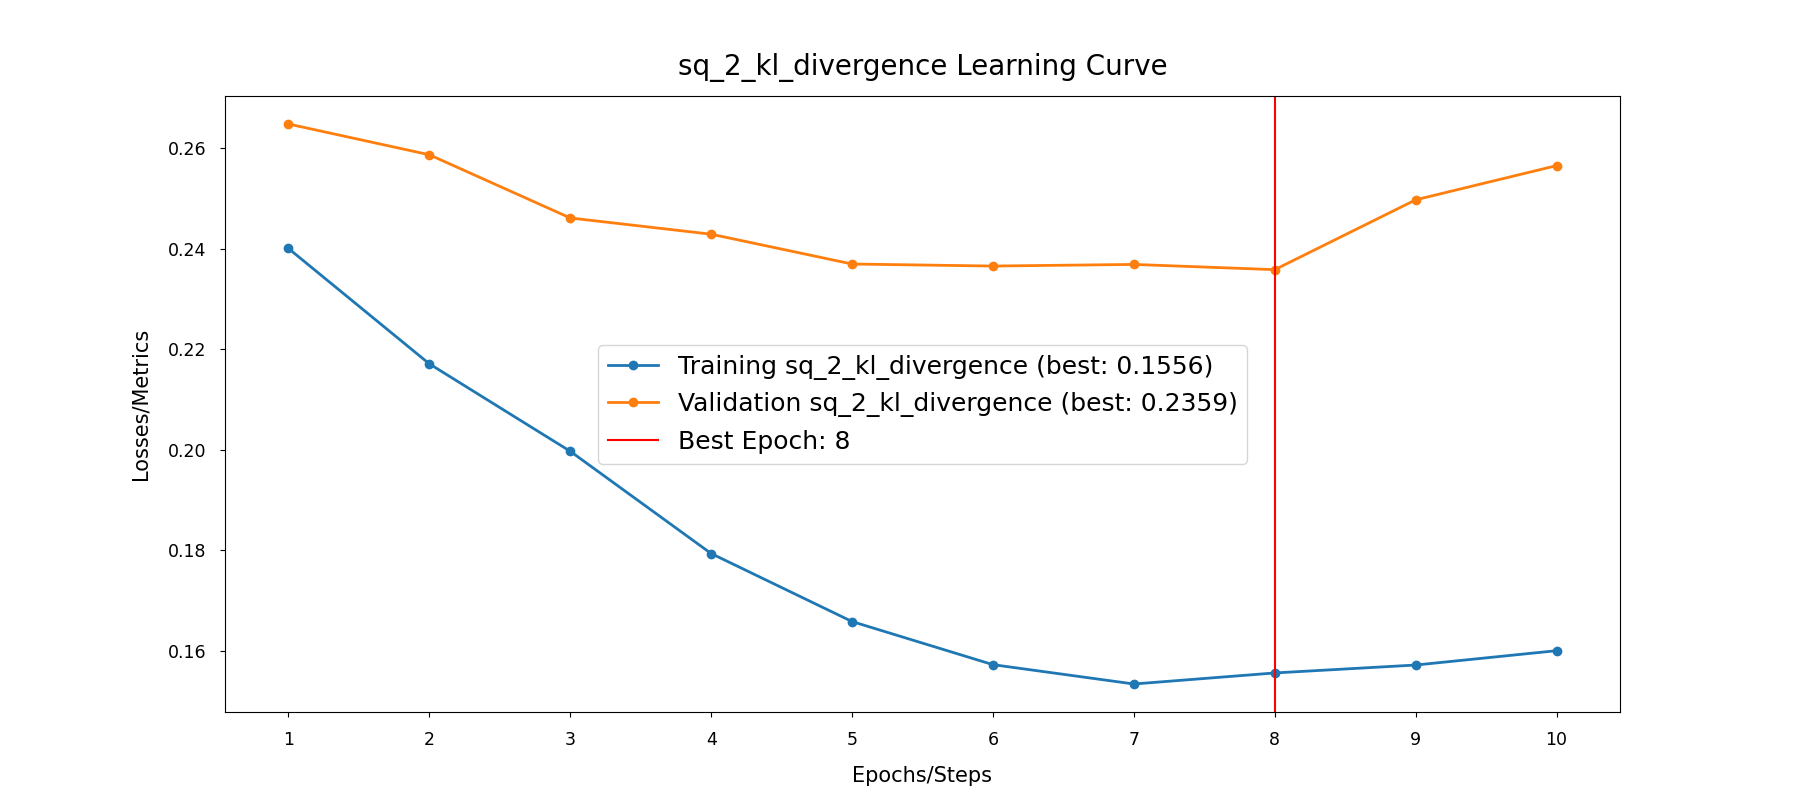 sq_2_kl_divergence Learning Curve
Losses/Metrics
0.26
0.24
0.22
0.20
0.18
0.16
Training sq_2_kl_divergence (best: 0.1556)
Validation sq_2_kl_divergence (best: 0.2359)
Best Epoch: 8
1 2 3 4 5 6 7 8 9 10
Epochs/Steps